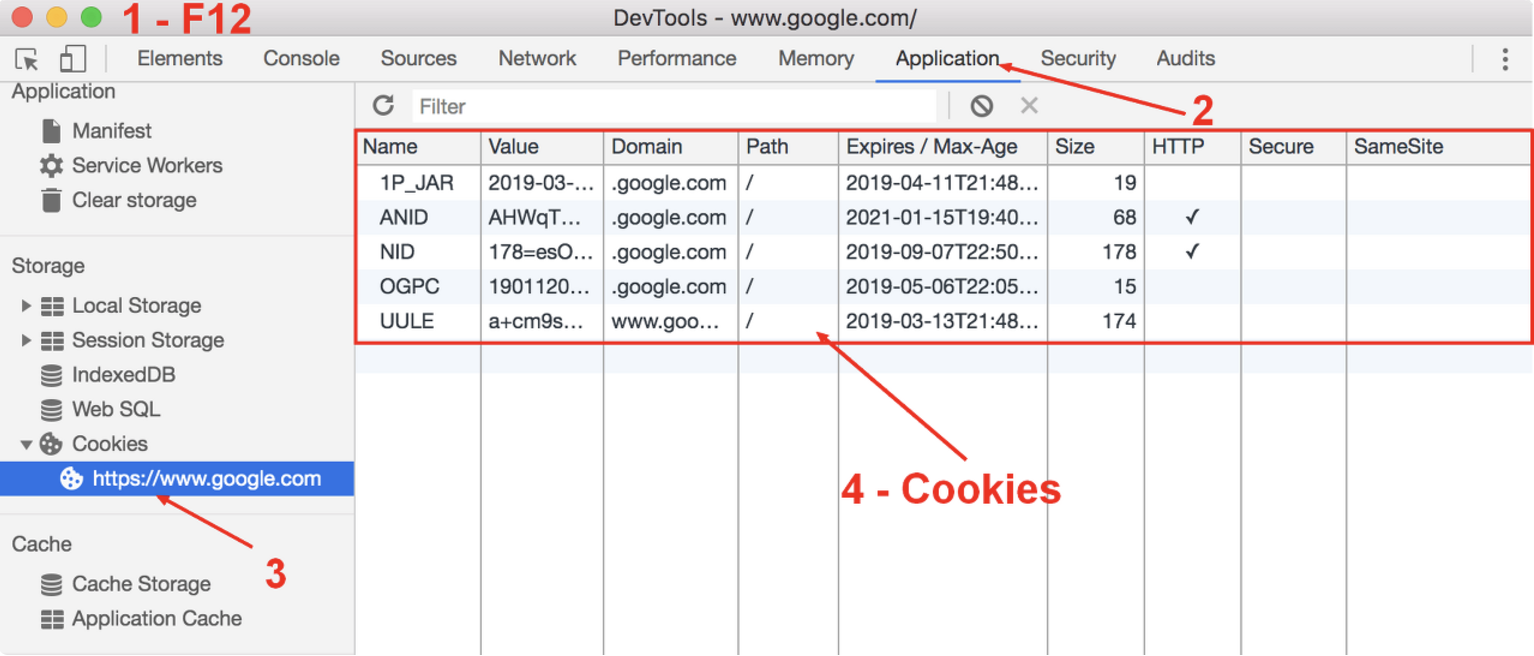 1 - F12
DevTools - www.google.com/
Elements Console Sources Network Performance Memory Application Security Audits
2
Application
Manifest
Service Workers
Clear storage
Storage
Local Storage
Session Storage
IndexedDB
Web SQL
Cookies
https://www.google.com
3
Cache
Cache Storage
Application Cache
Filter
Name Value Domain Path Expires / Max-Age Size HTTP Secure SameSite
1P_JAR 2019-03-... .google.com / 2019-04-11T21:48... 19
ANID AHWqT... .google.com / 2021-01-15T19:40... 68 ✓
NID 178=esO... .google.com / 2019-09-07T22:50... 178 ✓
OGPC 1901120... .google.com / 2019-05-06T22:05... 15
UULE a+cm9s... www.goo... / 2019-03-13T21:48... 174
4 - Cookies